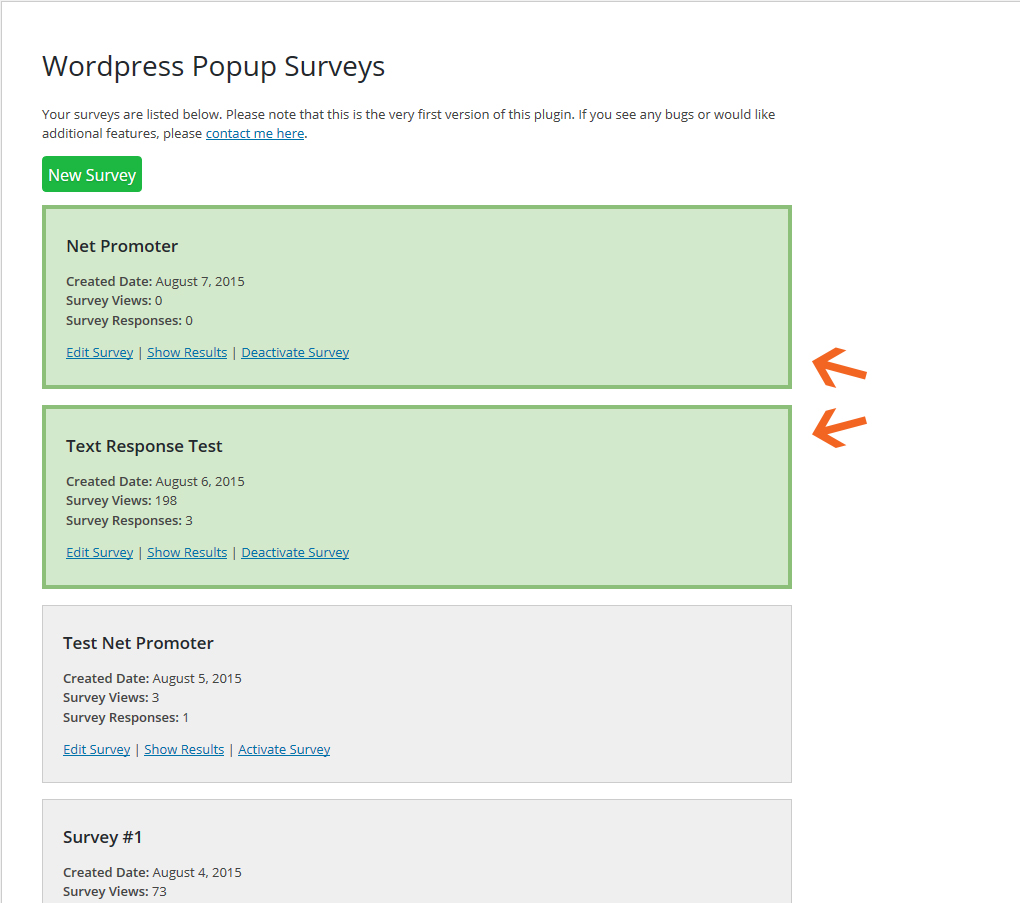 Wordpress Popup Surveys
Your surveys are listed below. Please note that this is the very first version of this plugin. If you see any bugs or would like
additional features, please contact me here.
New Survey
Net Promoter
Created Date: August 7, 2015
Survey Views: 0
Survey Responses: 0
Edit Survey | Show Results | Deactivate Survey
Text Response Test
Created Date: August 6, 2015
Survey Views: 198
Survey Responses: 3
Edit Survey | Show Results | Deactivate Survey
Test Net Promoter
Created Date: August 5, 2015
Survey Views: 3
Survey Responses: 1
Edit Survey | Show Results | Activate Survey
Survey #1
Created Date: August 4, 2015
Survey Views: 73